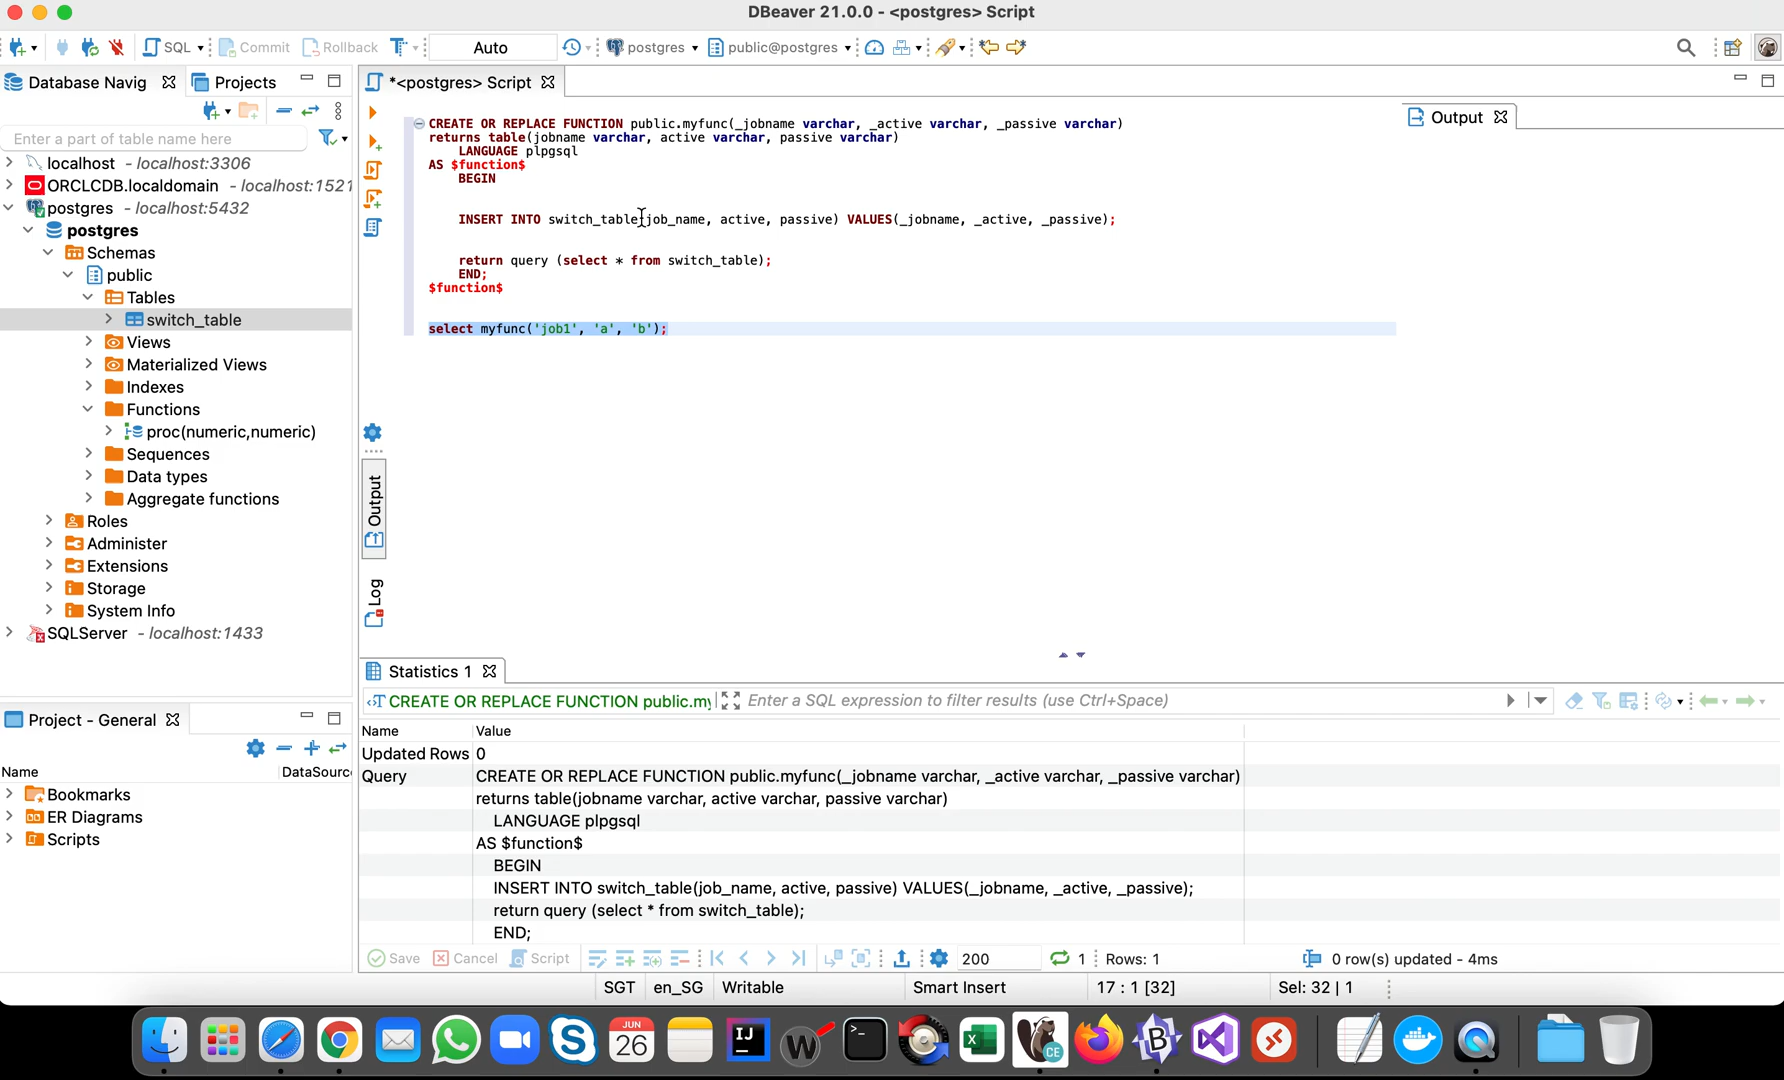 DBeaver 21.0.0 - <postgres> Script
SQL
Commit
Rollback
Auto
postgres
public@postgres
Database Navig
Projects
Enter a part of table name here
localhost - localhost:3306
ORCLCDB.localdomain - localhost:1521
postgres - localhost:5432
postgres
Schemas
public
Tables
switch_table
Views
Materialized Views
Indexes
Functions
proc(numeric,numeric)
Sequences
Data types
Aggregate functions
Roles
Administer
Extensions
Storage
System Info
SQLServer - localhost:1433
Project - General
Name DataSourc
Bookmarks
ER Diagrams
Scripts
*<postgres> Script
CREATE OR REPLACE FUNCTION public.myfunc(_jobname varchar, _active varchar, _passive varchar)
returns table(jobname varchar, active varchar, passive varchar)
LANGUAGE plpgsql
AS $function$
BEGIN
INSERT INTO switch_table(job_name, active, passive) VALUES(_jobname, _active, _passive);
return query (select * from switch_table);
END;
$function$
select myfunc('job1', 'a', 'b');
Output
Output
Log
Statistics 1
CREATE OR REPLACE FUNCTION public.my
Enter a SQL expression to filter results (use Ctrl+Space)
Name Value
Updated Rows 0
Query CREATE OR REPLACE FUNCTION public.myfunc(_jobname varchar, _active varchar, _passive varchar)
returns table(jobname varchar, active varchar, passive varchar)
LANGUAGE plpgsql
AS $function$
BEGIN
INSERT INTO switch_table(job_name, active, passive) VALUES(_jobname, _active, _passive);
return query (select * from switch_table);
END;
Save Cancel Script 200 1 Rows: 1 0 row(s) updated - 4ms
SGT en_SG Writable Smart Insert 17 : 1 [32] Sel: 32 | 1
JUN
26
IJ
W
CE
B